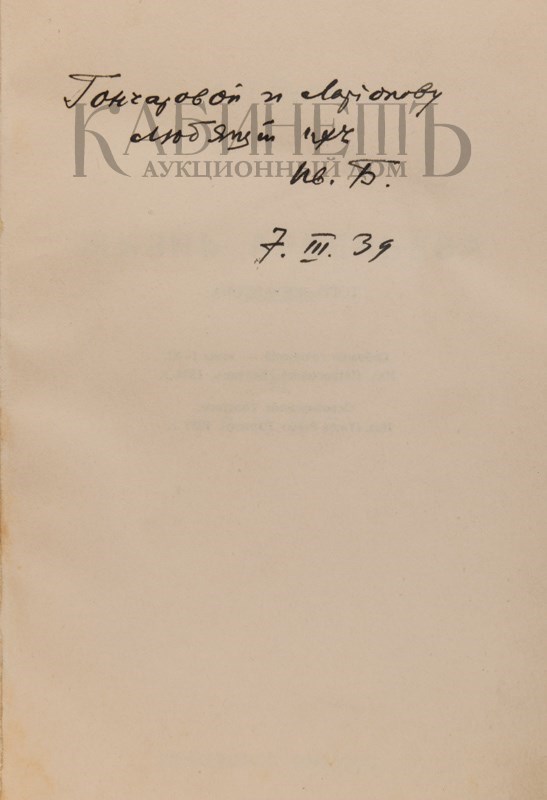 Гончаровой и Ларіонову
КАБИНЕТЪ
любящій ихъ
АУКЦИОННЫЙ ДОМ
Ив. Б.
7. III. 39